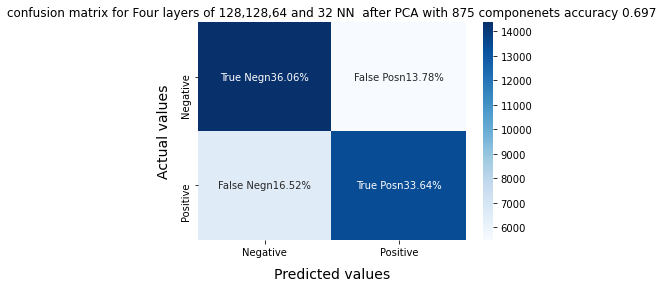 confusion matrix for Four layers of 128,128,64 and 32 NN  after PCA with 875 componenets accuracy 0.697
Actual values
Negative
Positive
True Negn36.06%
False Posn13.78%
False Negn16.52%
True Posn33.64%
Negative
Positive
Predicted values
14000
13000
12000
11000
10000
9000
8000
7000
6000